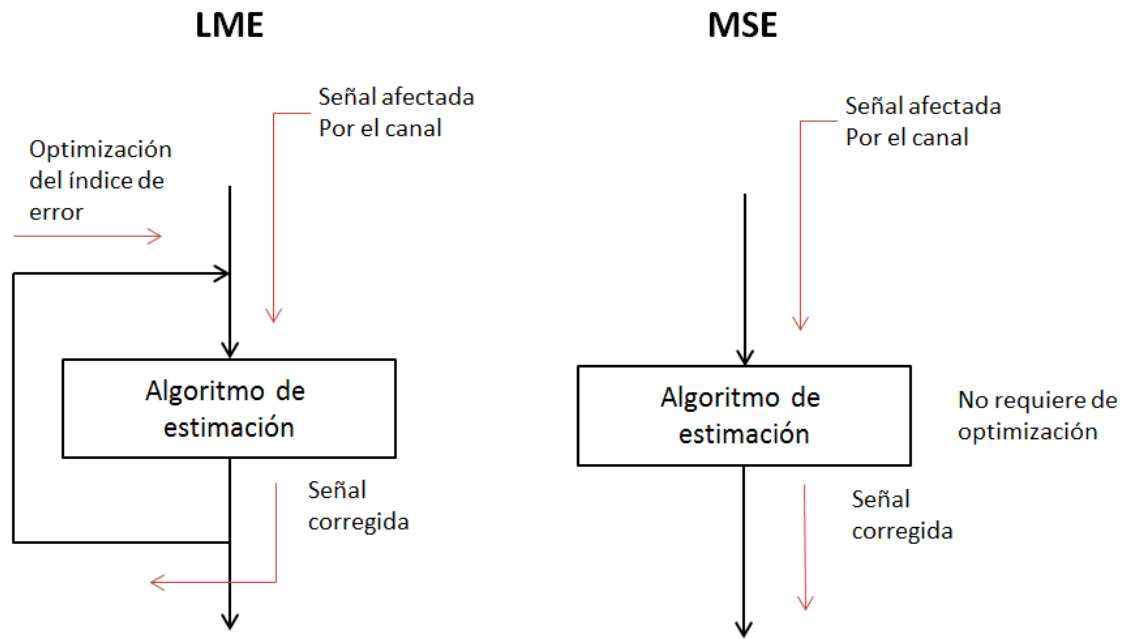 LME
Señal afectada
Por el canal
Optimización
del índice de
error
Algoritmo de
estimación
Señal
corregida
MSE
Señal afectada
Por el canal
Algoritmo de
estimación
No requiere de
optimización
Señal
corregida